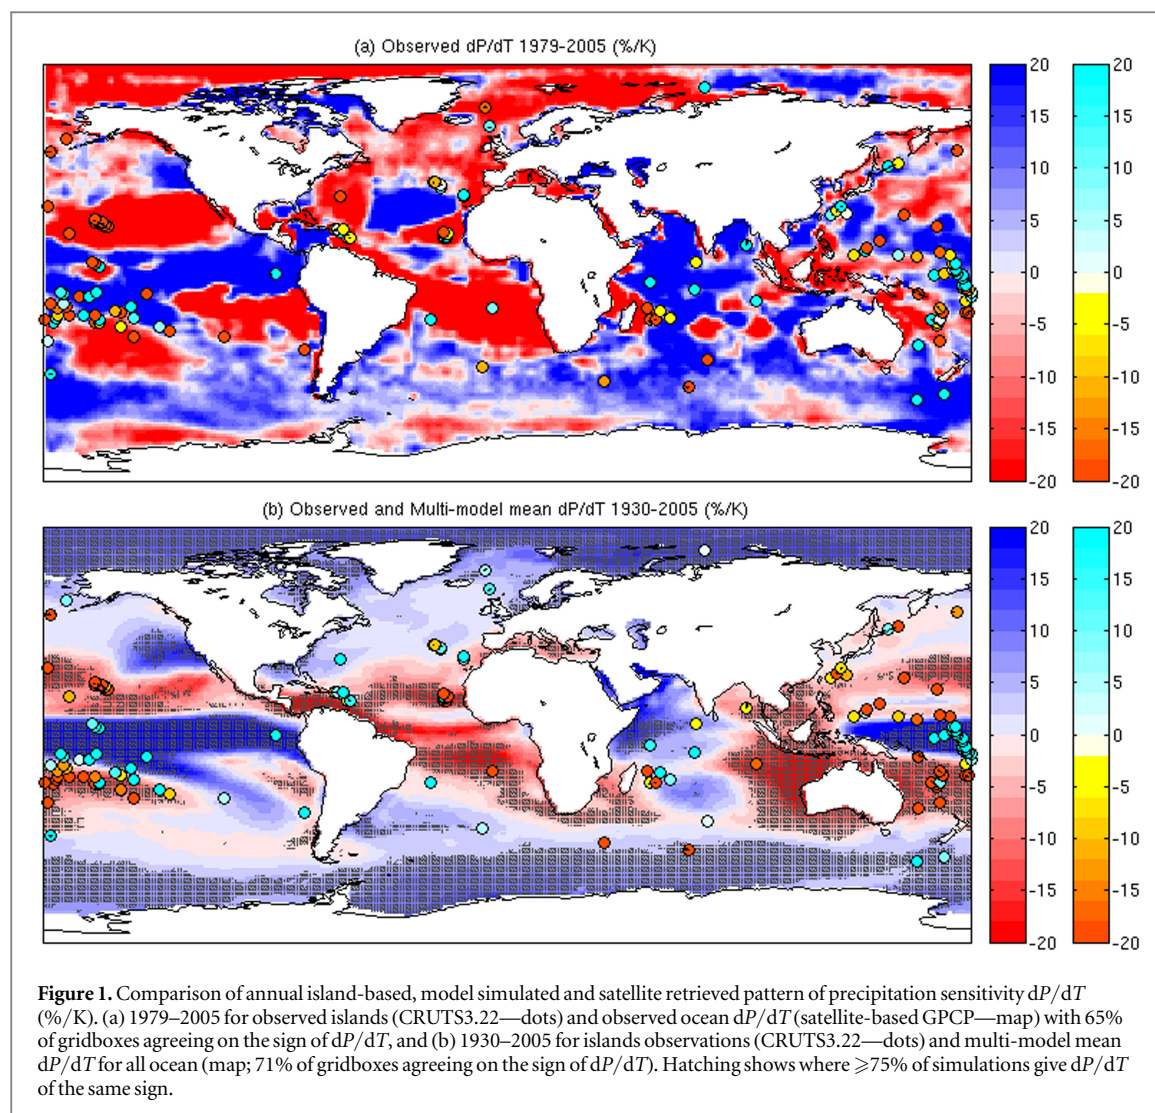 (a) Observed dP/dT 1979-2005 (%/K)
20 20
15 15
10 10
5 5
0 0
-5 -5
-10 -10
-15 -15
-20 -20
(b) Observed and Multi-model mean dP/dT 1930-2005 (%/K)
20 20
15 15
10 10
5 5
0 0
-5 -5
-10 -10
-15 -15
-20 -20
Figure 1. Comparison of annual island-based, model simulated and satellite retrieved pattern of precipitation sensitivity dP/dT
(%/K). (a) 1979–2005 for observed islands (CRUTS3.22—dots) and observed ocean dP/dT (satellite-based GPCP—map) with 65%
of gridboxes agreeing on the sign of dP/dT, and (b) 1930–2005 for islands observations (CRUTS3.22—dots) and multi-model mean
dP/dT for all ocean (map; 71% of gridboxes agreeing on the sign of dP/dT). Hatching shows where ⩾75% of simulations give dP/dT
of the same sign.